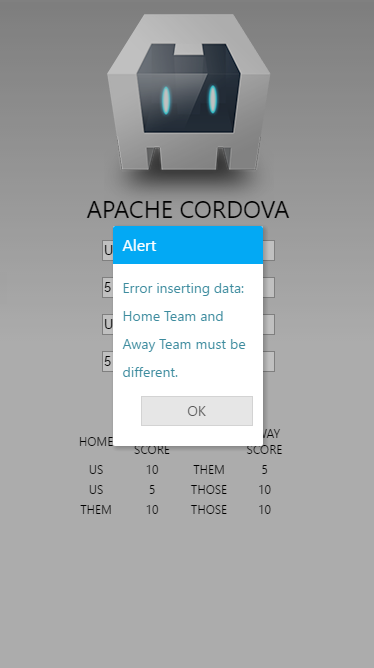 APACHE CORDOVA
U
Alert
5
Error inserting data:
Home Team and
U
Away Team must be
5
different.
OK
HOME SCORE SCORE
US 10 THEM 5
US 5 THOSE 10
THEM 10 THOSE 10